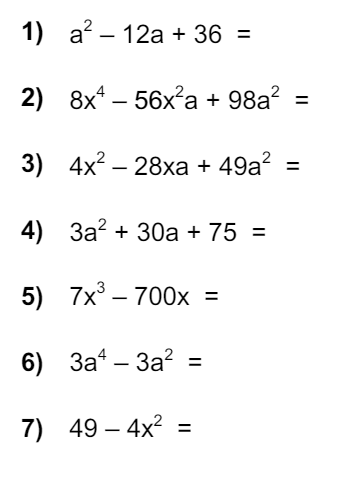 1) a² – 12a + 36 =
2) 8x⁴ – 56x²a + 98a² =
3) 4x² – 28xa + 49a² =
4) 3a² + 30a + 75 =
5) 7x³ – 700x =
6) 3a⁴ – 3a² =
7) 49 – 4x² =